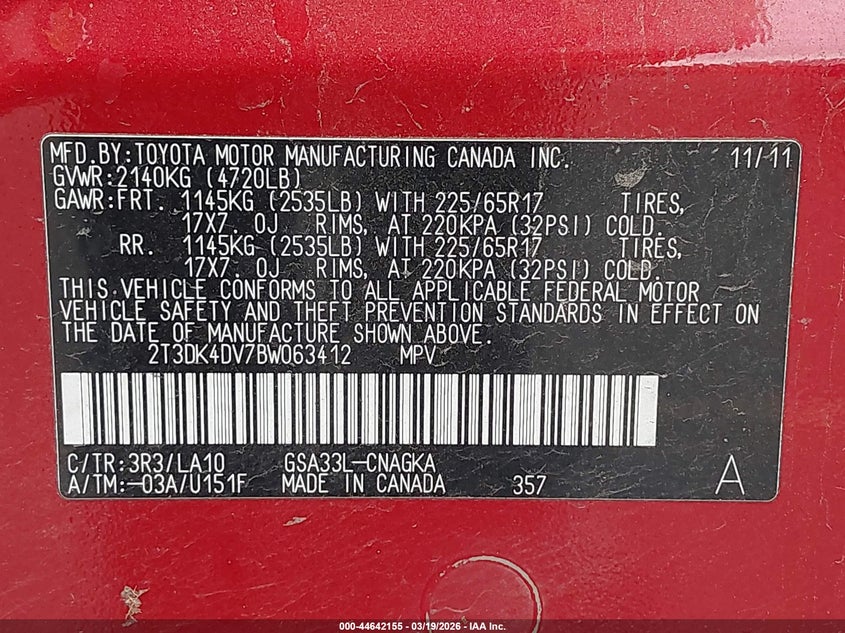 MFD.BY:TOYOTA MOTOR MANUFACTURING CANADA INC. 11/11
GVWR:2140KG (4720LB)
GAWR:FRT. 1145KG (2535LB) WITH 225/65R17 TIRES,
17X7. OJ RIMS, AT 220KPA (32PSI) COLD.
RR. 1145KG (2535LB) WITH 225/65R17 TIRES,
17X7. OJ RIMS, AT 220KPA (32PSI) COLD.
THIS VEHICLE CONFORMS TO ALL APPLICABLE FEDERAL MOTOR
VEHICLE SAFETY AND THEFT PREVENTION STANDARDS IN EFFECT ON
THE DATE OF MANUFACTURE SHOWN ABOVE.
2T3DK4DV7BW063412 MPV
C/TR:3R3/LA10 GSA33L-CNAGKA
A/TM:-03A/U151F MADE IN CANADA 357 A
000-44642155 - 03/19/2026 - IAA Inc.